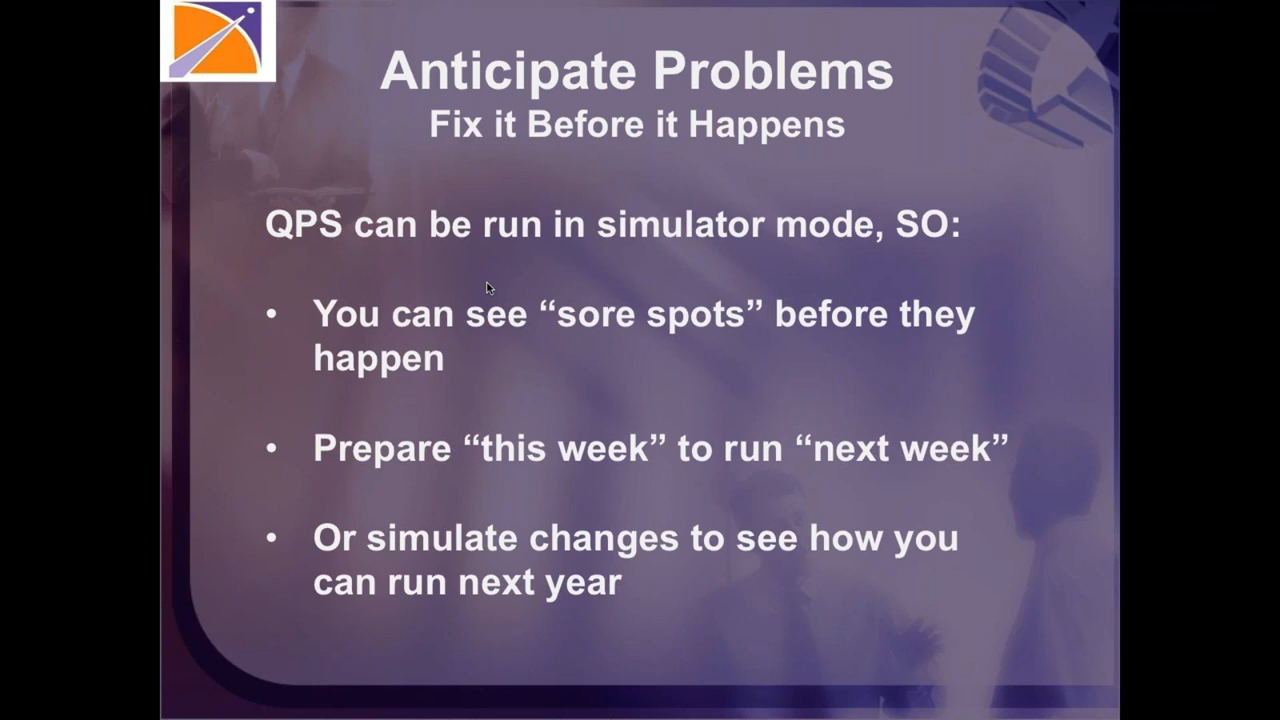 Anticipate Problems
Fix it Before it Happens
QPS can be run in simulator mode, SO:
• You can see “sore spots” before they
happen
• Prepare “this week” to run “next week”
• Or simulate changes to see how you
can run next year